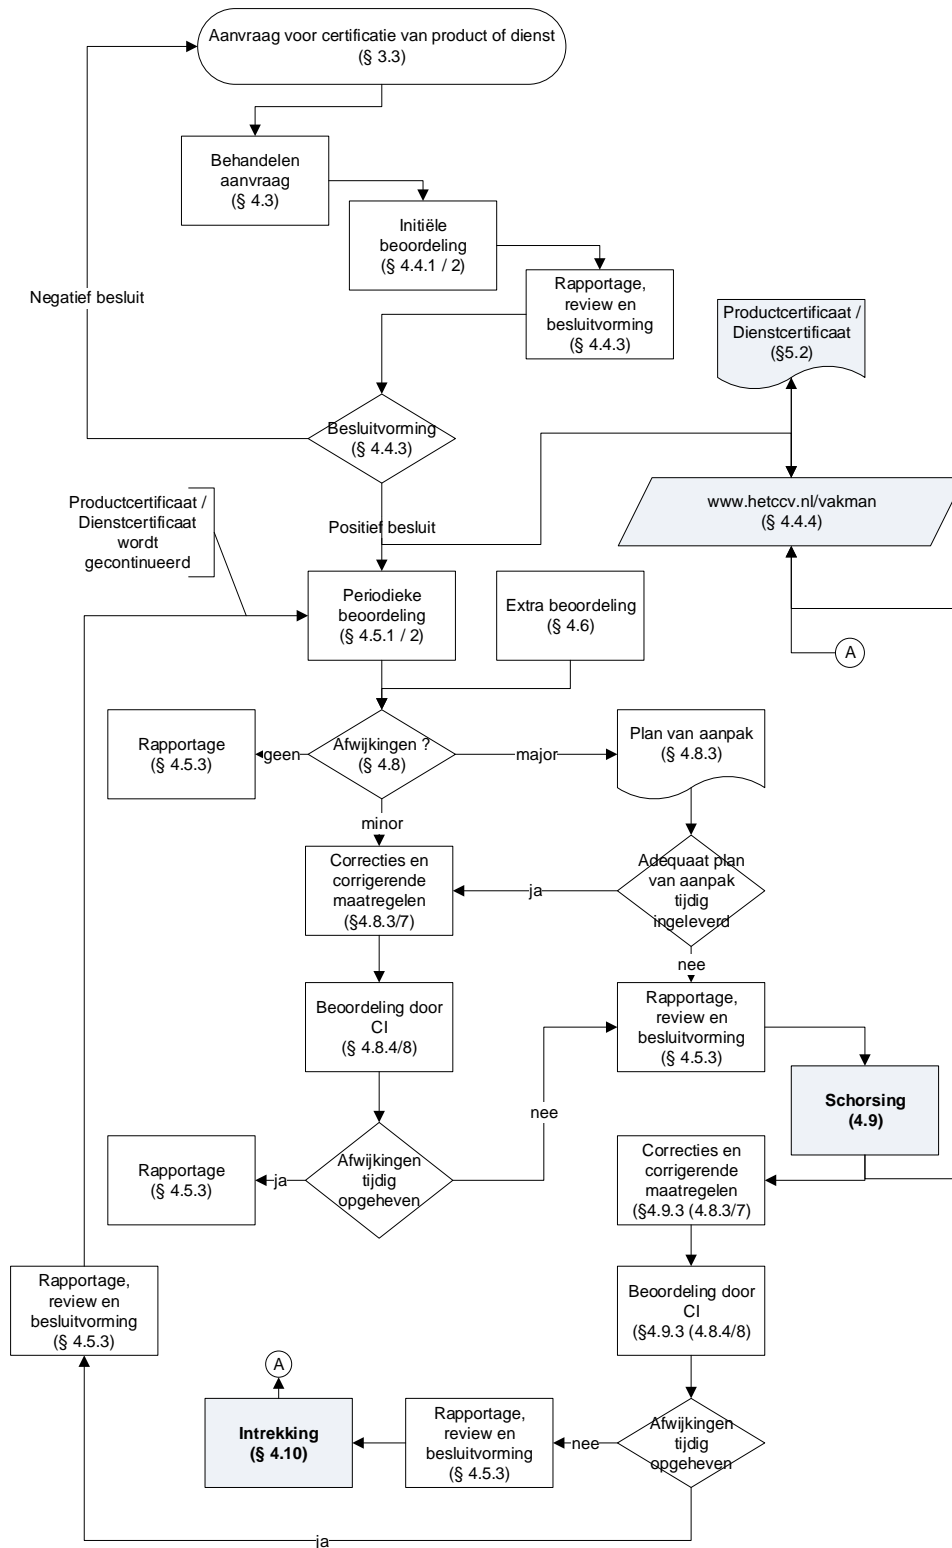 Aanvraag voor certificatie van product of dienst
(§ 3.3)
Behandelen
aanvraag
(§ 4.3)
Initiële
beoordeling
(§ 4.4.1 / 2)
Rapportage,
review en
besluitvorming
(§ 4.4.3)
Negatief besluit
Productcertificaat /
Dienstcertificaat
(§5.2)
Besluitvorming
(§ 4.4.3)
Productcertificaat /
Dienstcertificaat
wordt
gecontinueerd
www.hetccv.nl/vakman
(§ 4.4.4)
Positief besluit
Periodieke
beoordeling
(§ 4.5.1 / 2)
Extra beoordeling
(§ 4.6)
A
Rapportage
(§ 4.5.3)
geen
Afwijkingen ?
(§ 4.8)
major
Plan van aanpak
(§ 4.8.3)
minor
Correcties en
corrigerende
maatregelen
(§4.8.3/7)
ja
Adequaat plan
van aanpak
tijdig
ingeleverd
nee
Beoordeling door
CI
(§ 4.8.4/8)
Rapportage,
review en
besluitvorming
(§ 4.5.3)
Schorsing
(4.9)
nee
Rapportage
(§ 4.5.3)
ja
Afwijkingen
tijdig
opgeheven
Correcties en
corrigerende
maatregelen
(§4.9.3 (4.8.3/7)
Rapportage,
review en
besluitvorming
(§ 4.5.3)
Beoordeling door
CI
(§4.9.3 (4.8.4/8)
A
Intrekking
(§ 4.10)
Rapportage,
review en
besluitvorming
(§ 4.5.3)
nee
Afwijkingen
tijdig
opgeheven
ja